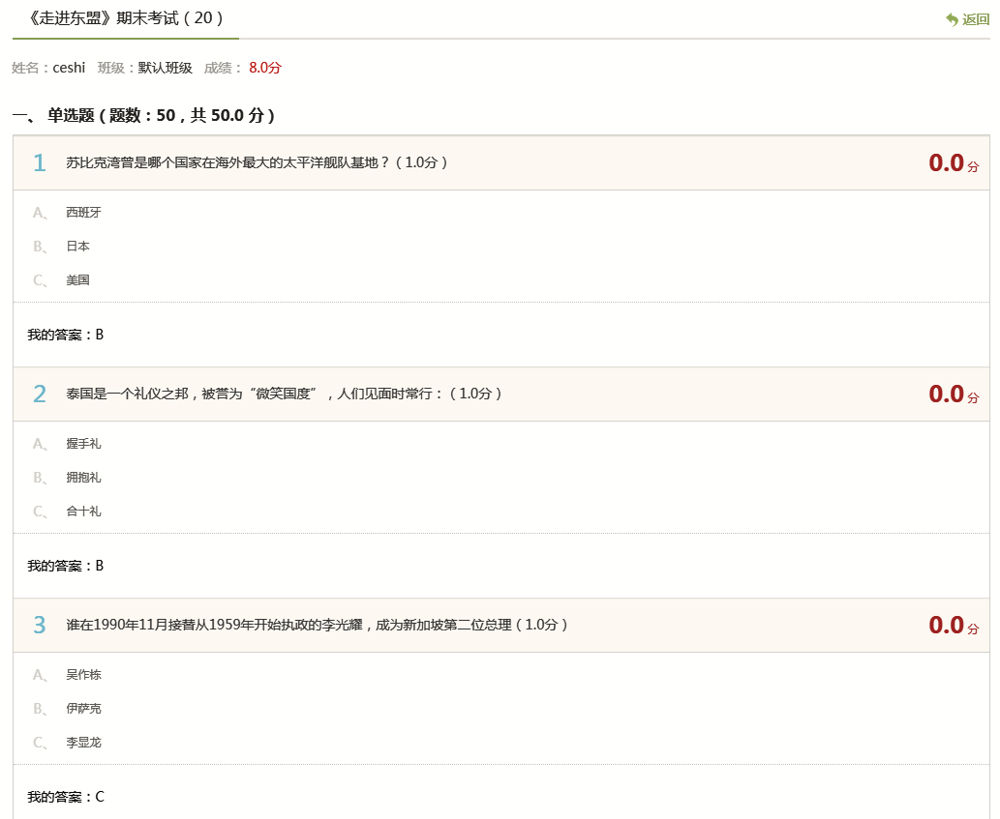 《走进东盟》期末考试（20）
返回
姓名：ceshi 班级：默认班级 成绩： 8.0分
一、 单选题（题数：50，共 50.0 分）
1 苏比克湾曾是哪个国家在海外最大的太平洋舰队基地？（1.0分） 0.0分
A、 西班牙
B、 日本
C、 美国
我的答案：B
2 泰国是一个礼仪之邦，被誉为“微笑国度”，人们见面时常行：（1.0分） 0.0分
A、 握手礼
B、 拥抱礼
C、 合十礼
我的答案：B
3 谁在1990年11月接替从1959年开始执政的李光耀，成为新加坡第二位总理（1.0分） 0.0分
A、 吴作栋
B、 伊萨克
C、 李显龙
我的答案：C